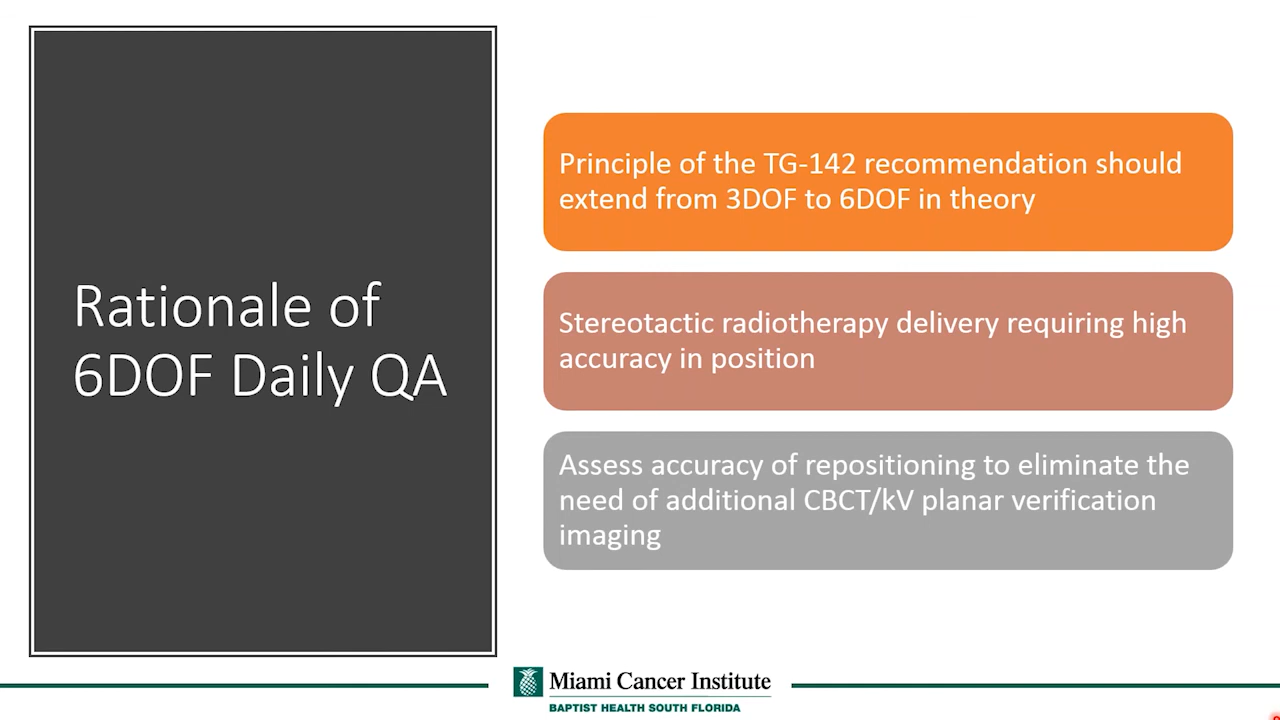 Rationale of
6DOF Daily QA
Principle of the TG-142 recommendation should
extend from 3DOF to 6DOF in theory
Stereotactic radiotherapy delivery requiring high
accuracy in position
Assess accuracy of repositioning to eliminate the
need of additional CBCT/kV planar verification
imaging
Miami Cancer Institute
BAPTIST HEALTH SOUTH FLORIDA